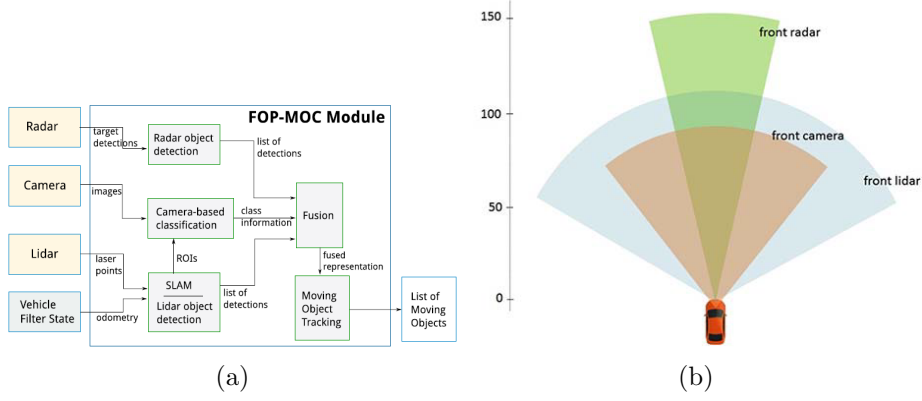 FOP-MOC Module
Radar
target
detections
Radar object
detection
list of
detections
Camera
images
Camera-based
classification
class
information
Fusion
Lidar
laser
points
ROIs
fused
representation
SLAM
Lidar object
detection
list of
detections
Vehicle
Filter State
odometry
Moving
Object
Tracking
List of
Moving
Objects
(a)
150
front radar
100
front camera
front lidar
50
0
(b)